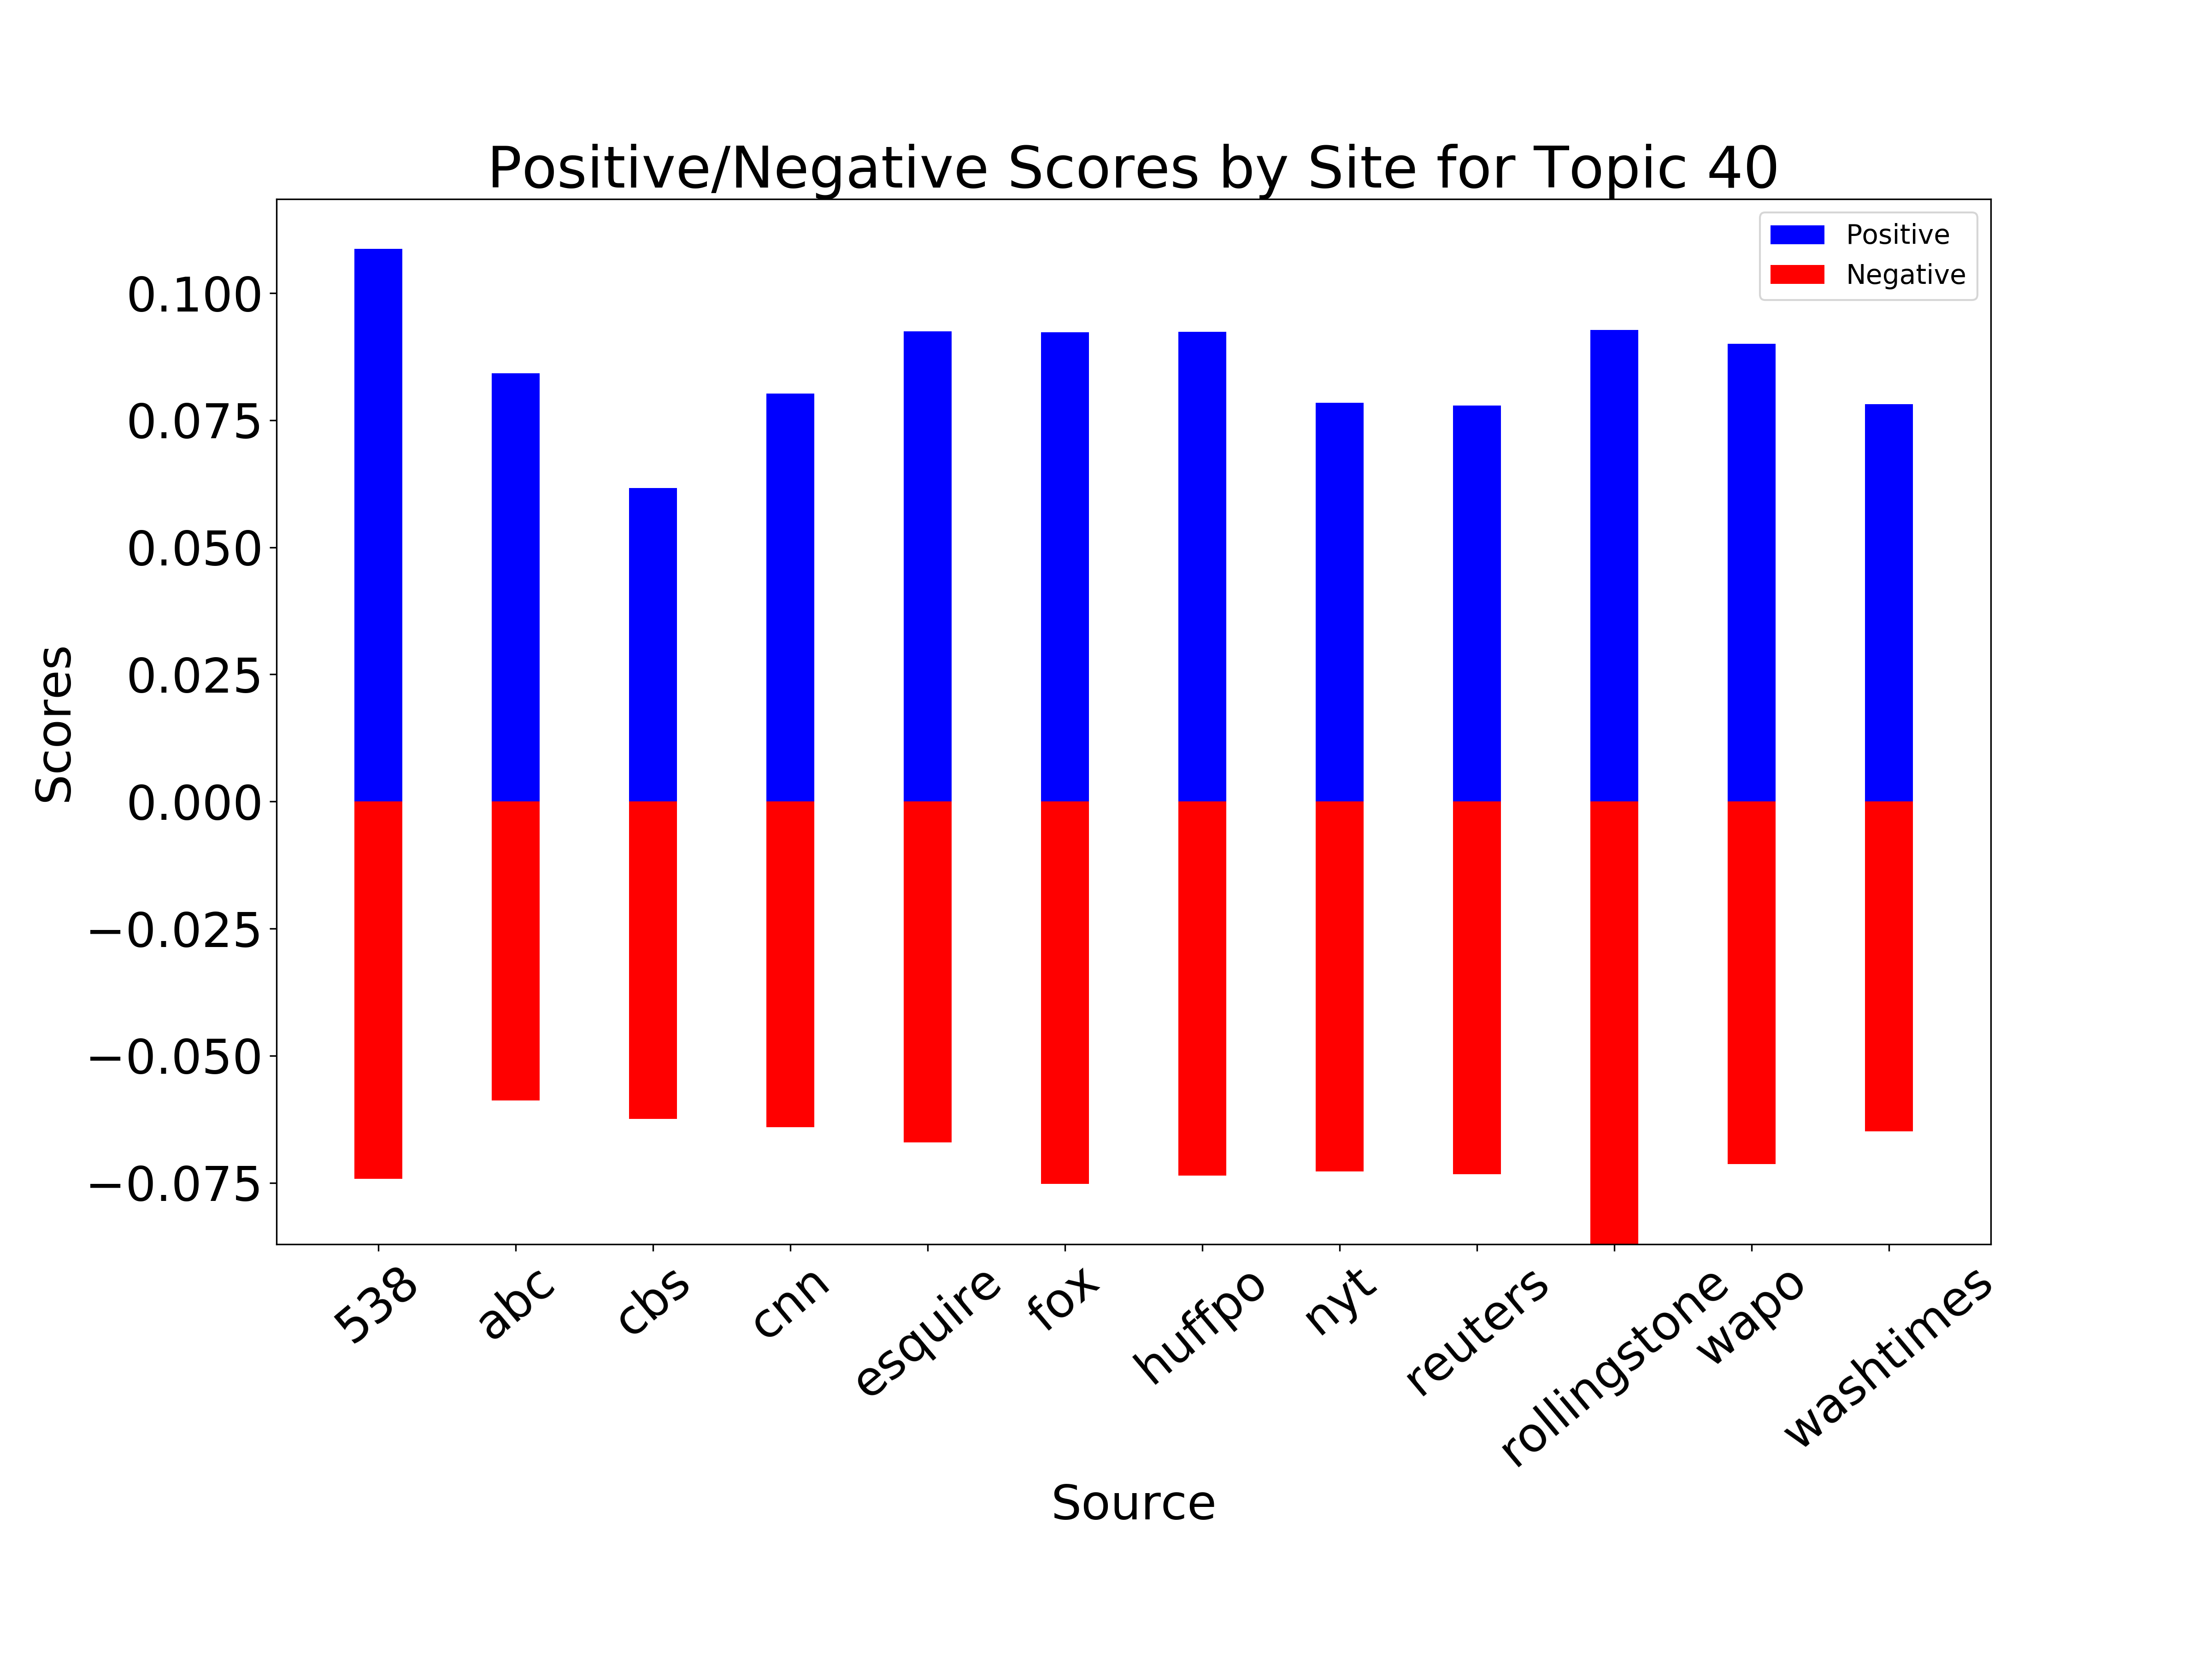 Positive/Negative Scores by Site for Topic 40
Positive
Negative
0.100
0.075
0.050
0.025
0.000
−0.025
−0.050
−0.075
Scores
538
abc
cbs
cnn
esquire
fox
huffpo
nyt
reuters
rollingstone
wapo
washtimes
Source